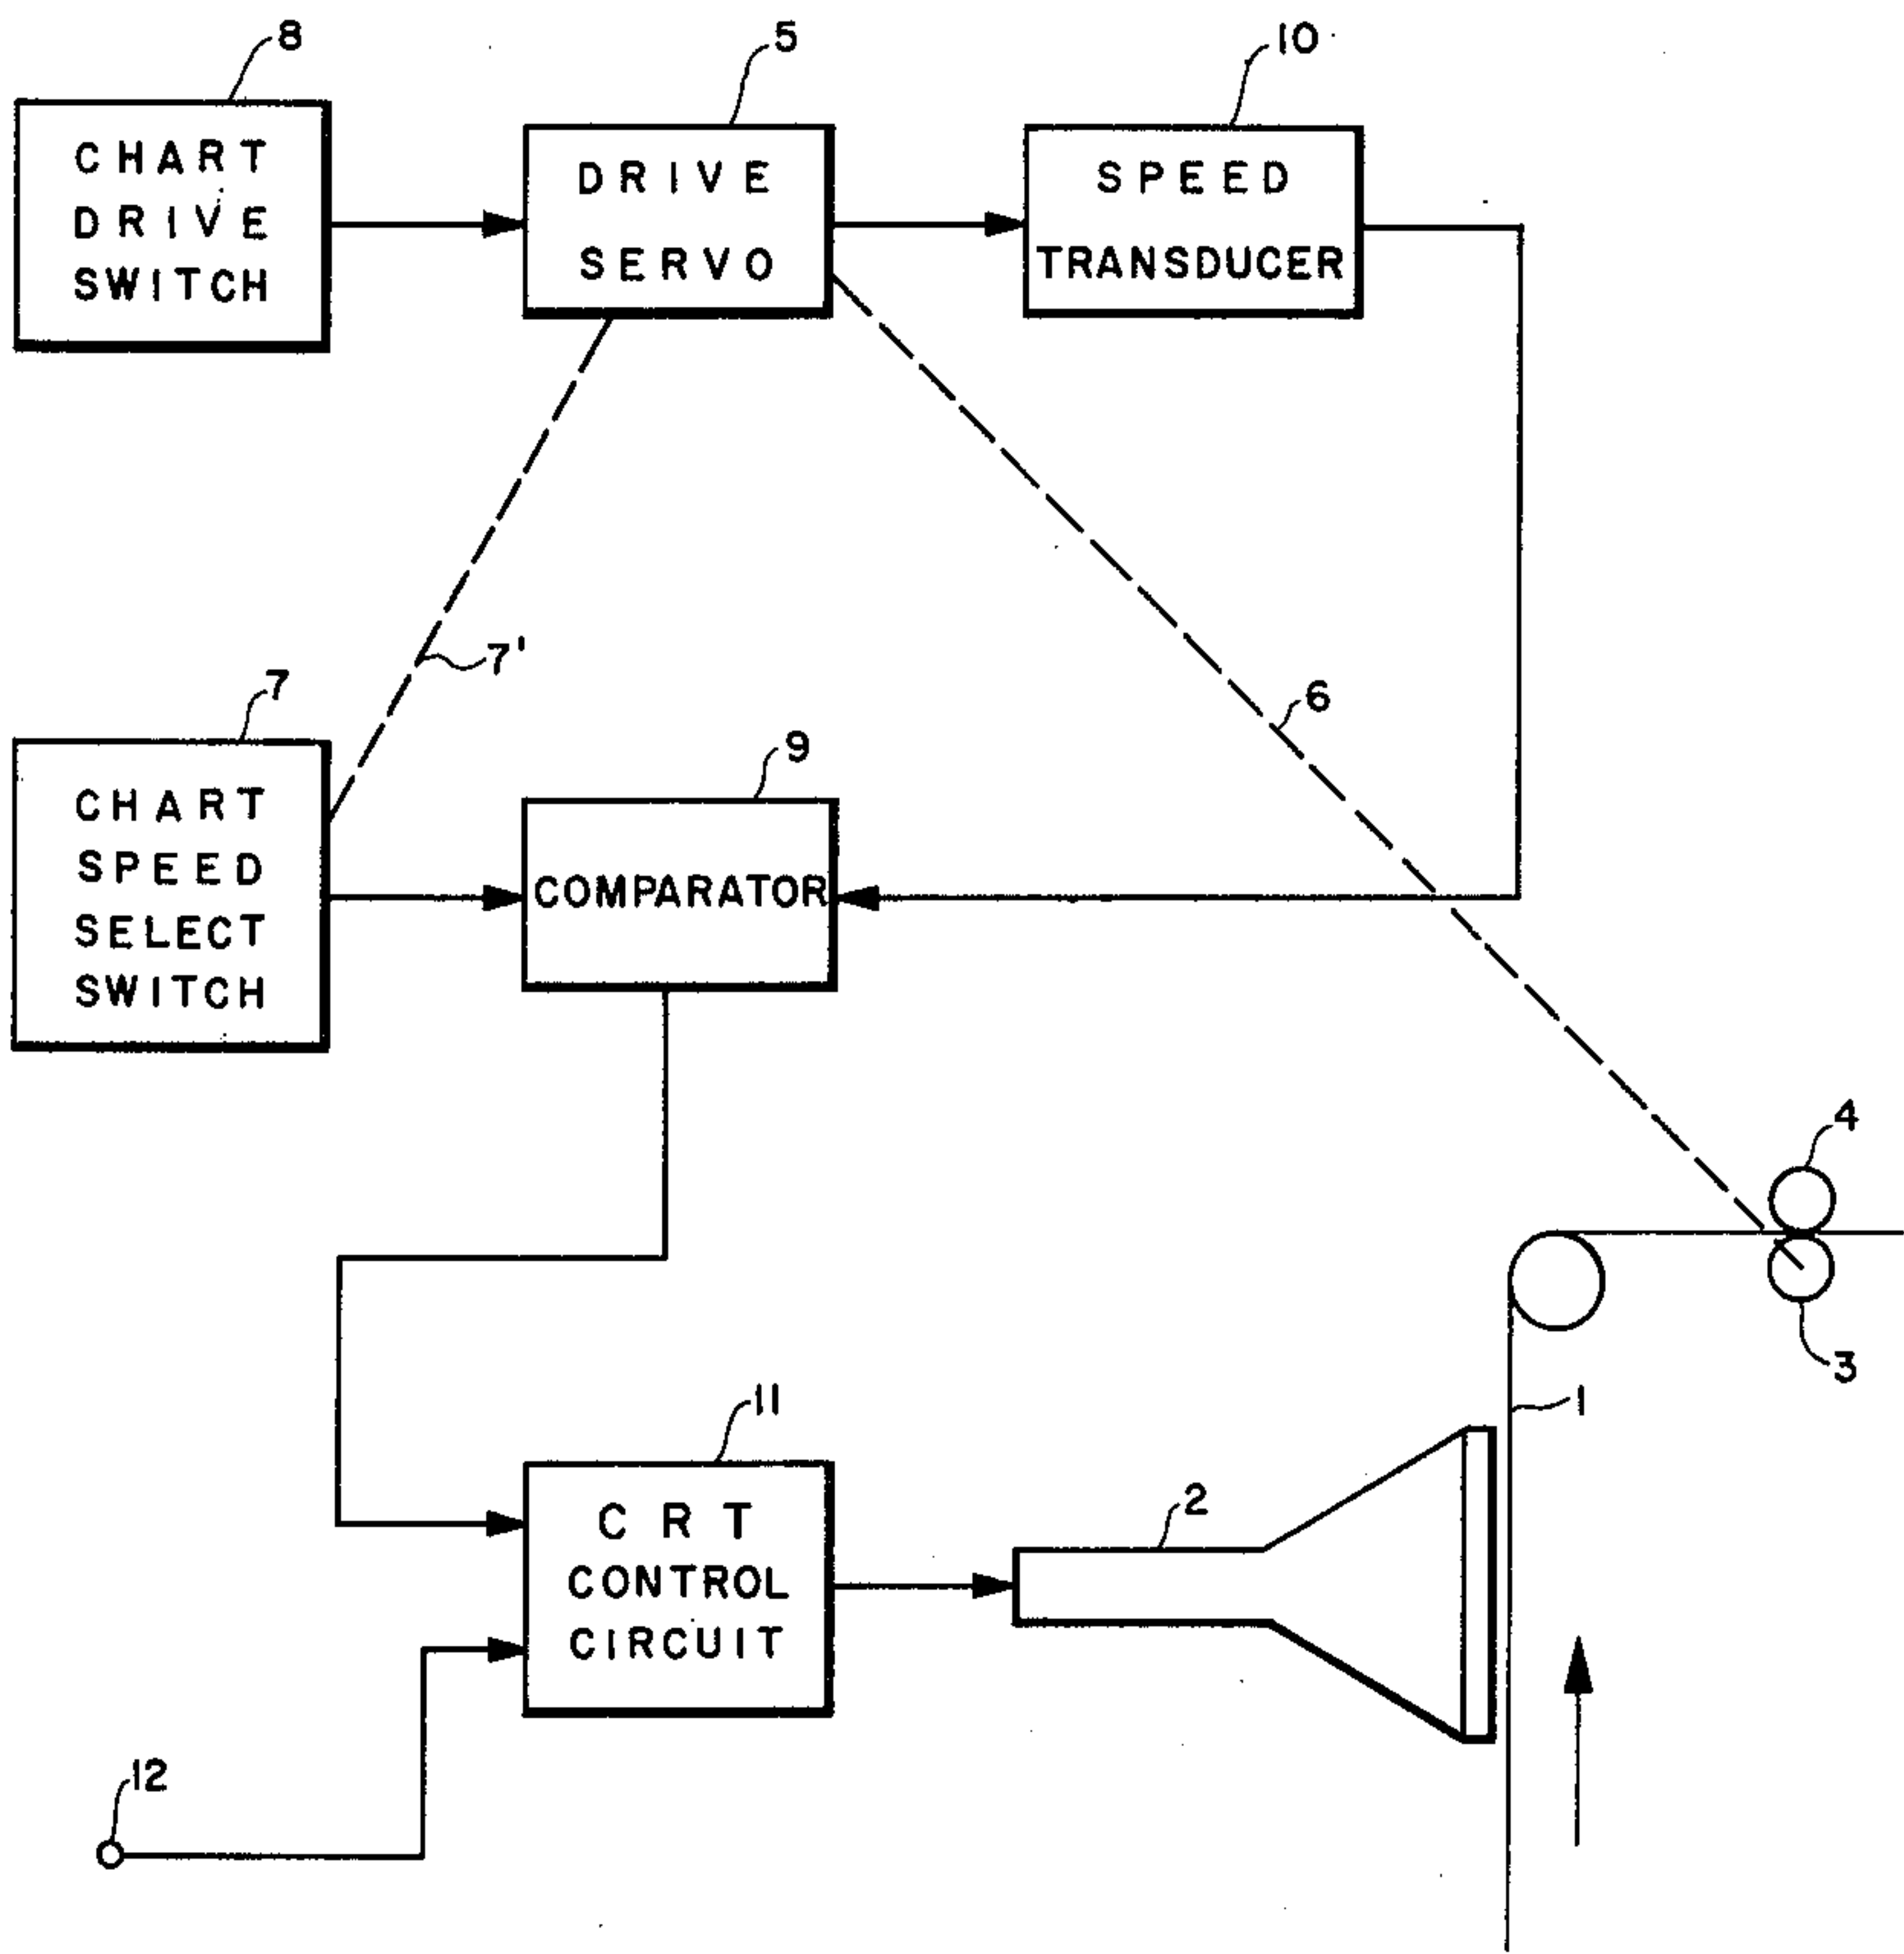 8
5
10
CHART
DRIVE
SWITCH
DRIVE
SERVO
SPEED
TRANSDUCER
7'
7
6
9
CHART
SPEED
SELECT
SWITCH
COMPARATOR
4
3
1
11
2
CRT
CONTROL
CIRCUIT
12